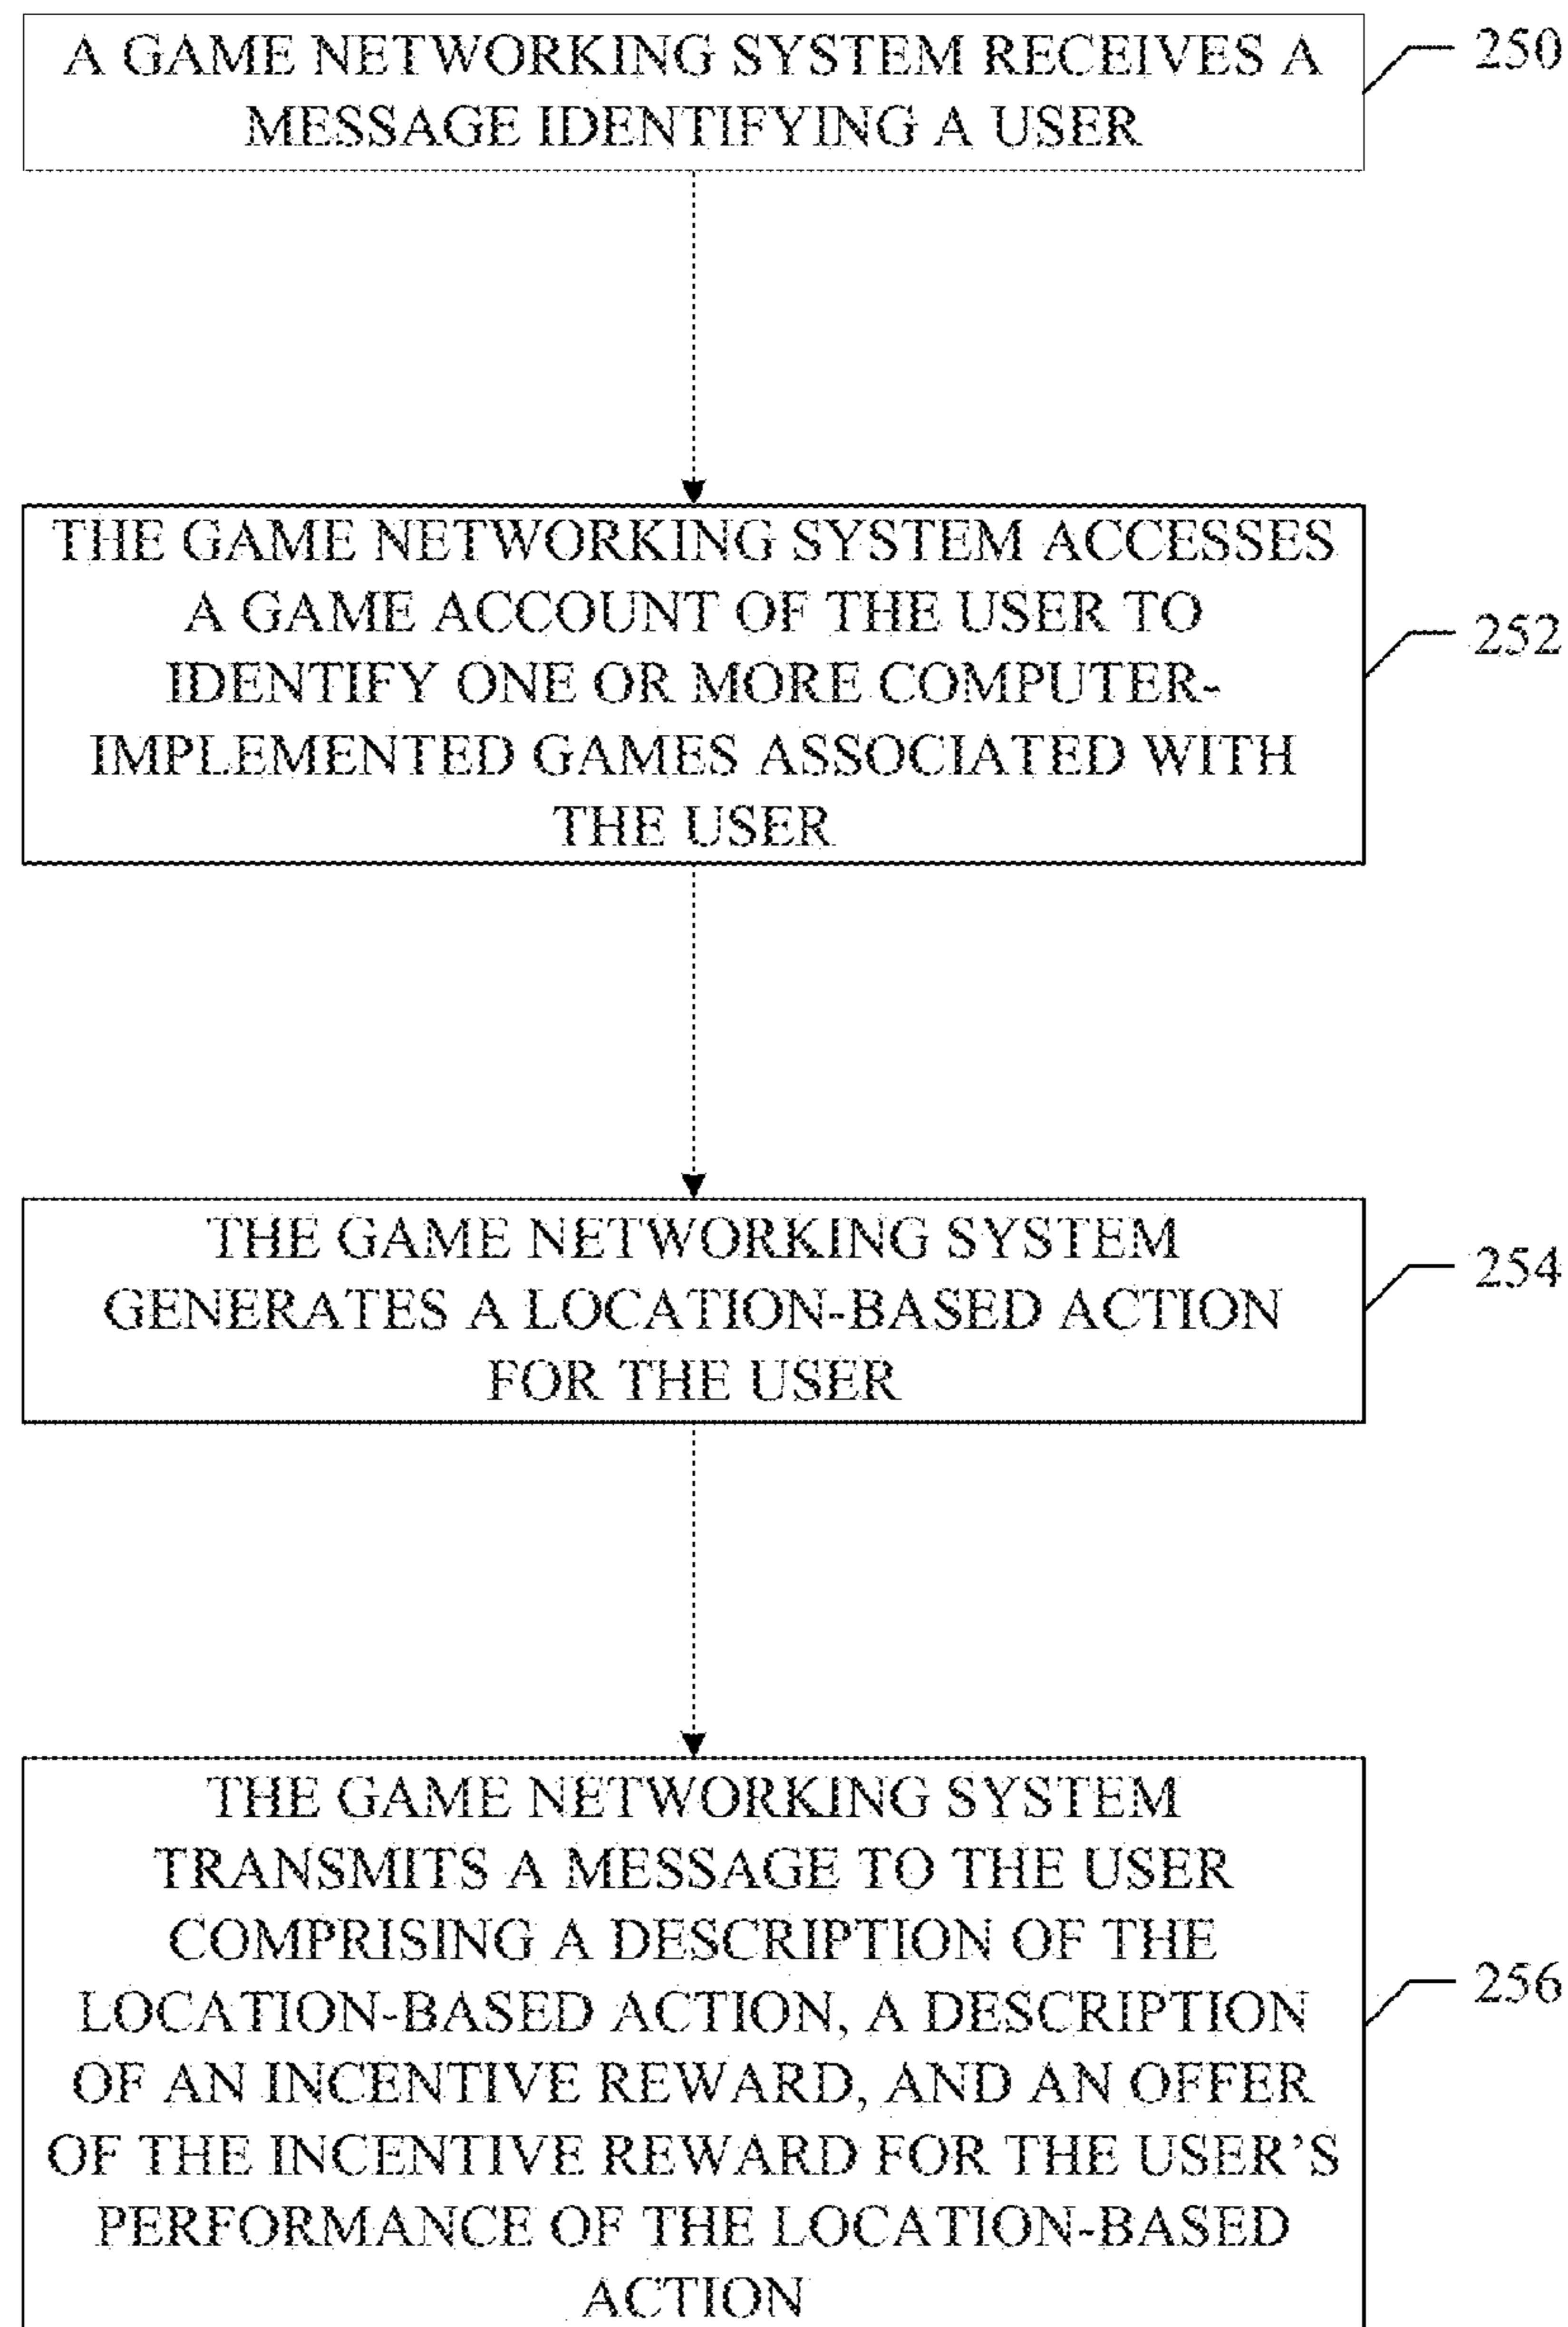 A GAME NETWORKING SYSTEM RECEIVES A
MESSAGE IDENTIFYING A USER
250
THE GAME NETWORKING SYSTEM ACCESSES
A GAME ACCOUNT OF THE USER TO
IDENTIFY ONE OR MORE COMPUTER-
IMPLEMENTED GAMES ASSOCIATED WITH
THE USER
252
THE GAME NETWORKING SYSTEM
GENERATES A LOCATION-BASED ACTION
FOR THE USER
254
THE GAME NETWORKING SYSTEM
TRANSMITS A MESSAGE TO THE USER
COMPRISING A DESCRIPTION OF THE
LOCATION-BASED ACTION, A DESCRIPTION
OF AN INCENTIVE REWARD, AND AN OFFER
OF THE INCENTIVE REWARD FOR THE USER’S
PERFORMANCE OF THE LOCATION-BASED
ACTION
256